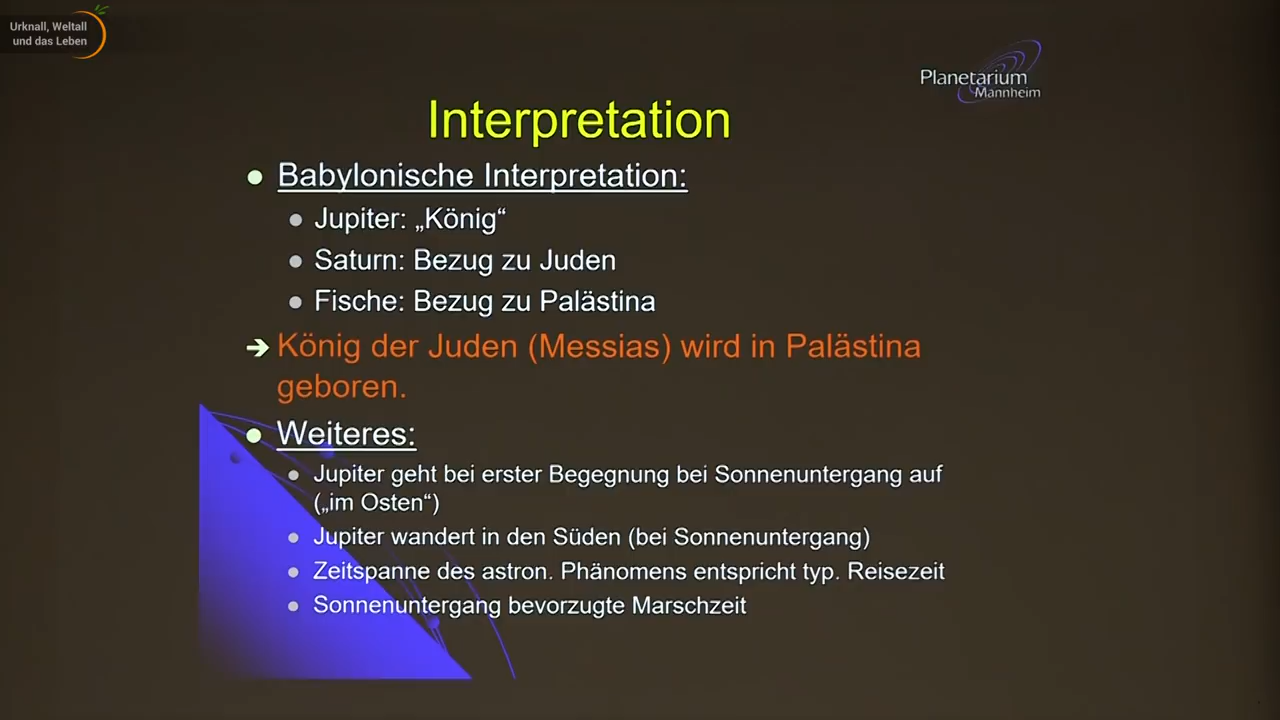 Urknall, Weltall
und das Leben
Planetarium
Mannheim
Interpretation
Babylonische Interpretation:
Jupiter: „König“
Saturn: Bezug zu Juden
Fische: Bezug zu Palästina
➔ König der Juden (Messias) wird in Palästina
geboren.
Weiteres:
Jupiter geht bei erster Begegnung bei Sonnenuntergang auf
(„im Osten“)
Jupiter wandert in den Süden (bei Sonnenuntergang)
Zeitspanne des astron. Phänomens entspricht typ. Reisezeit
Sonnenuntergang bevorzugte Marschzeit